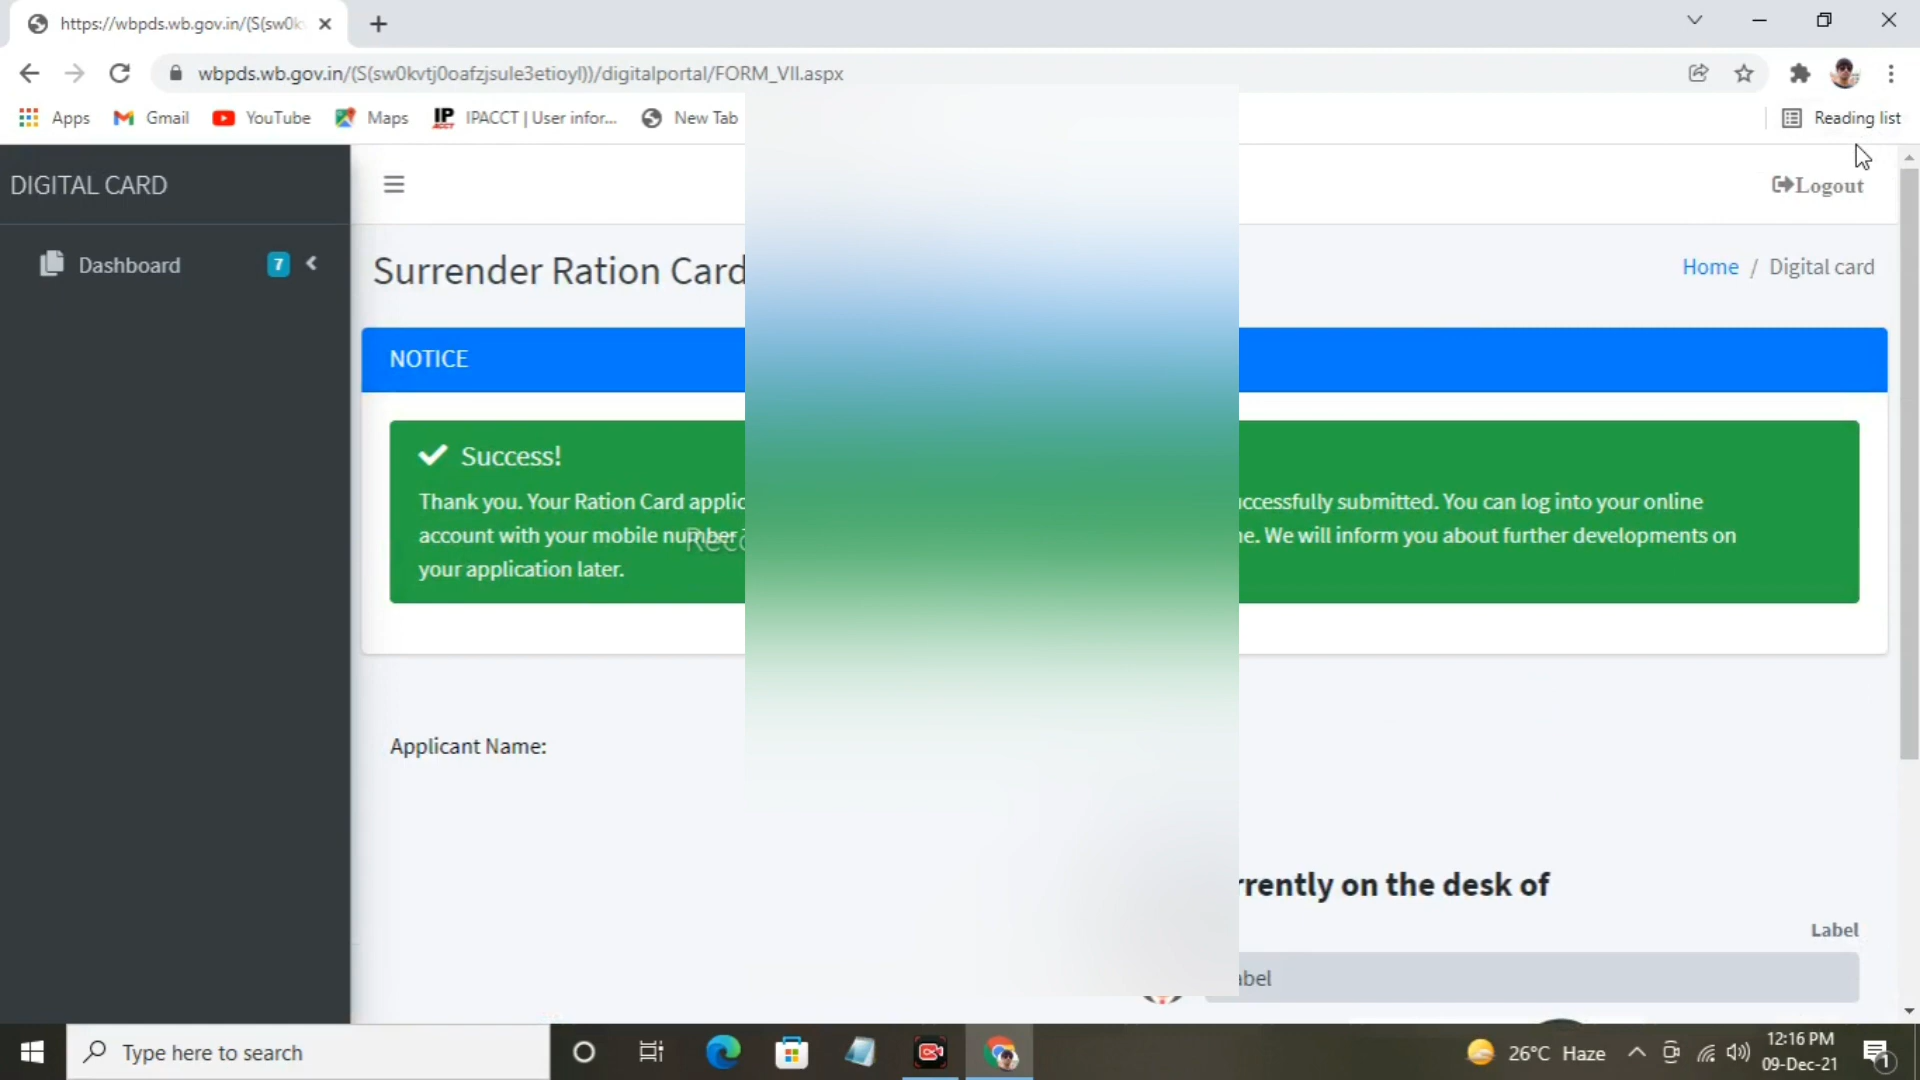 https://wbpds.wb.gov.in/(S(sw0k
wbpds.wb.gov.in/(S(sw0kvtj0oafzjsule3etioyl))/digitalportal/FORM_VII.aspx
Apps Gmail YouTube Maps IPACCT | User infor... New Tab Reading list
DIGITAL CARD
Logout
Dashboard 7
Surrender Ration Card
Home / Digital card
NOTICE
Success!
Thank you. Your Ration Card applic ccessfully submitted. You can log into your online
account with your mobile number e. We will inform you about further developments on
your application later.
Applicant Name:
rrently on the desk of
Label
abel
Type here to search
26°C Haze
12:16 PM
09-Dec-21
1